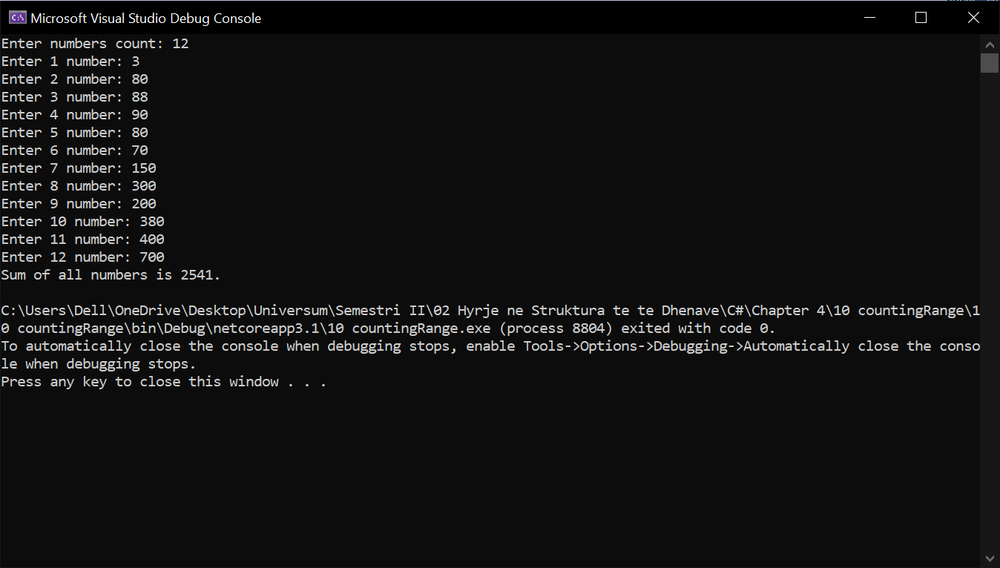 Microsoft Visual Studio Debug Console
Enter numbers count: 12
Enter 1 number: 3
Enter 2 number: 80
Enter 3 number: 88
Enter 4 number: 90
Enter 5 number: 80
Enter 6 number: 70
Enter 7 number: 150
Enter 8 number: 300
Enter 9 number: 200
Enter 10 number: 380
Enter 11 number: 400
Enter 12 number: 700
Sum of all numbers is 2541.
C:\Users\Dell\OneDrive\Desktop\Universum\Semestri II\02 Hyrje ne Struktura te te Dhenave\C#\Chapter 4\10 countingRange\1
0 countingRange\bin\Debug\netcoreapp3.1\10 countingRange.exe (process 8804) exited with code 0.
To automatically close the console when debugging stops, enable Tools->Options->Debugging->Automatically close the conso
le when debugging stops.
Press any key to close this window . . .